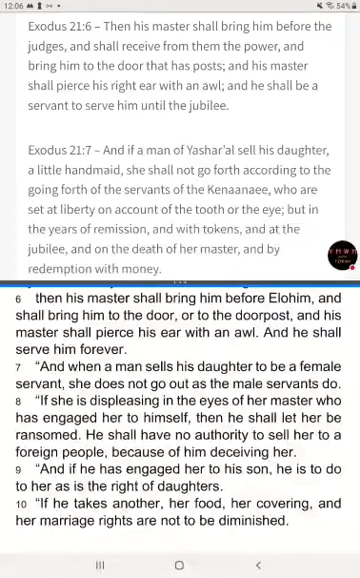 12:06
54%
Exodus 21:6 – Then his master shall bring him before the
judges, and shall receive from them the power, and
bring him to the door that has posts; and his master
shall pierce his right ear with an awl; and he shall be a
servant to serve him until the jubilee.
Exodus 21:7 – And if a man of Yashar'al sell his daughter,
a little handmaid, she shall not go forth according to the
going forth of the servants of the Kenaanaee, who are
set at liberty on account of the tooth or the eye; but in
the years of remission, and with tokens, and at the
jubilee, and on the death of her master, and by
redemption with money.
Y M W M
6 then his master shall bring him before Elohim, and
shall bring him to the door, or to the doorpost, and his
master shall pierce his ear with an awl. And he shall
serve him forever.
7 “And when a man sells his daughter to be a female
servant, she does not go out as the male servants do.
8 “If she is displeasing in the eyes of her master who
has engaged her to himself, then he shall let her be
ransomed. He shall have no authority to sell her to a
foreign people, because of him deceiving her.
9 “And if he has engaged her to his son, he is to do
to her as is the right of daughters.
10 “If he takes another, her food, her covering, and
her marriage rights are not to be diminished.